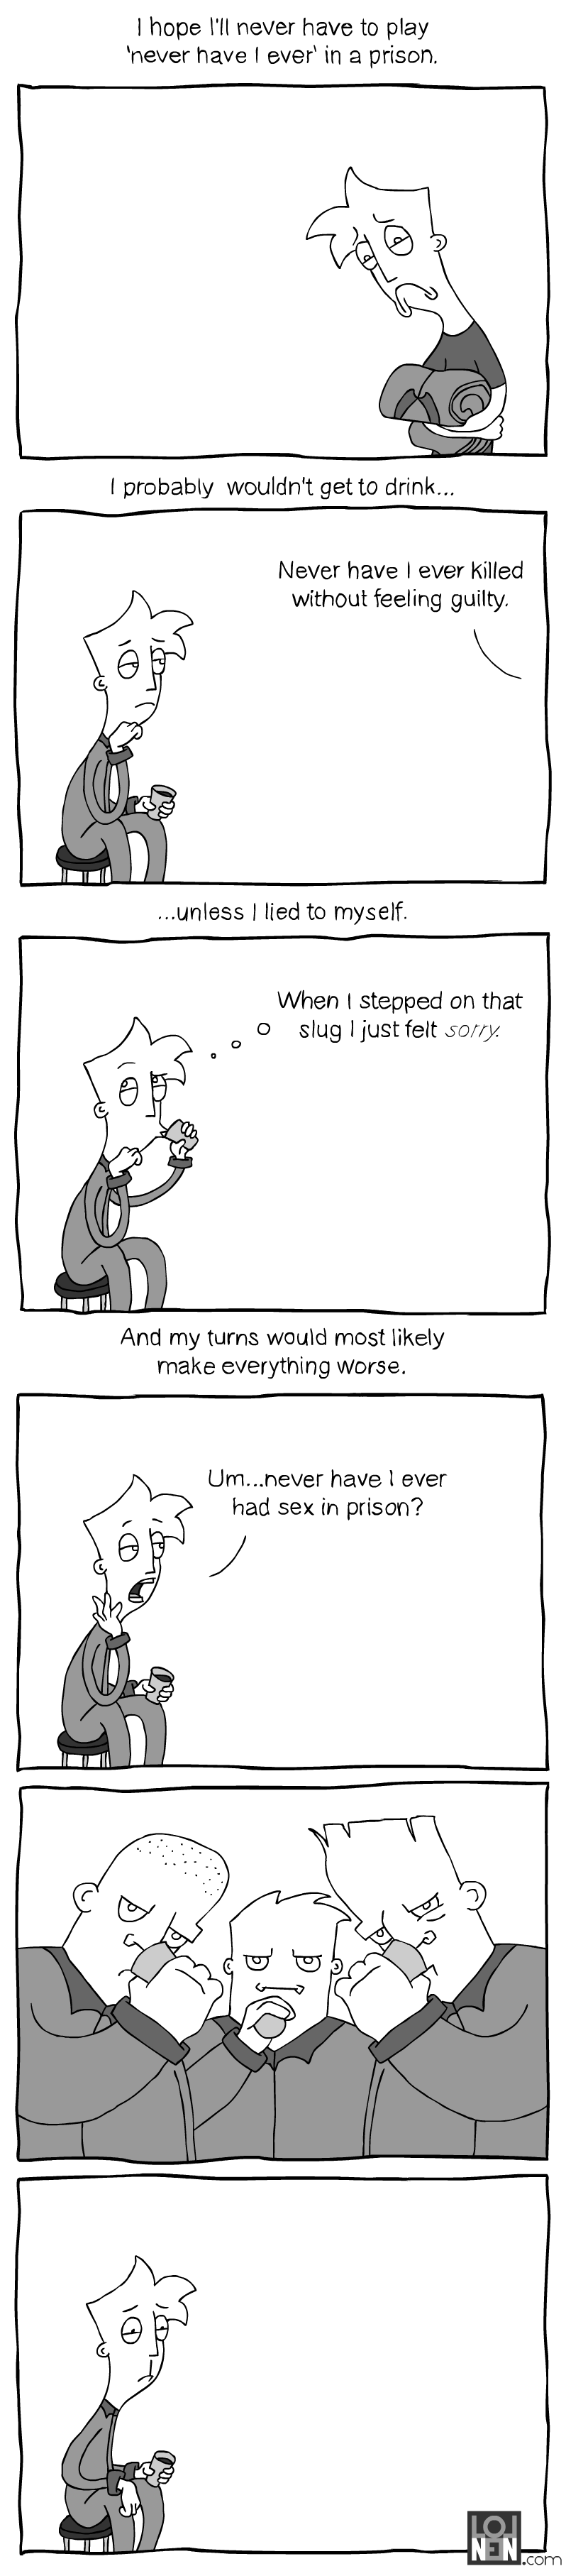 I hope I'll never have to play
'never have I ever' in a prison.
I probably wouldn't get to drink...
Never have I ever killed
without feeling guilty.
...unless I lied to myself.
When I stepped on that
slug I just felt sorry.
And my turns would most likely
make everything worse.
Um...never have I ever
had sex in prison?
LOL
NEIN
.com